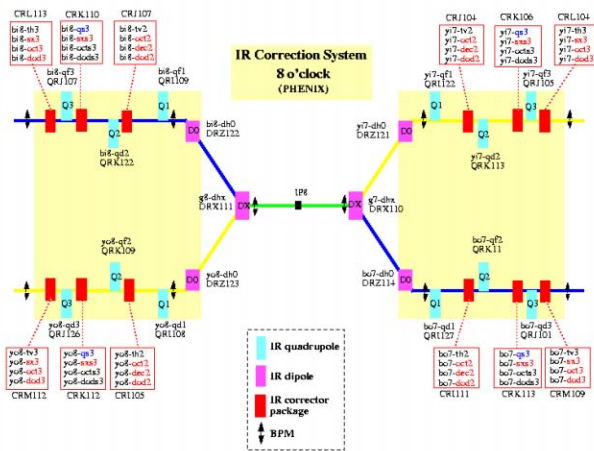 CRL113 CRK110 CRJ107
bi8-th3
bi8-sx3
bi8-oct3
bi8-dod3
bi8-qs3
bi8-sxs3
bi8-octs3
bi8-dods3
bi8-tv2
bi8-oct2
bi8-dec2
bi8-dod2
IR Correction System
8 o'clock
(PHENIX)
CRJ104 CRK106 CRL104
yi7-tv2
yi7-oct2
yi7-dec2
yi7-dod2
yi7-qs3
yi7-sxs3
yi7-octs3
yi7-dods3
yi7-th3
yi7-sx3
yi7-oct3
yi7-dod3
bi8-qf3
QRJ107
bi8-qf1
QRI109
yi7-qf1
QRI122
yi7-qf3
QRJ105
Q3
Q1
Q1
Q3
Q2
Q2
bi8-qd2
QRK122
bi8-dh0
DRZ122
D0
yi7-dh0
DRZ121
D0
yi7-qd2
QRK113
g8-dhx
DRX111
DX
IP8
DX
g7-dhx
DRX110
yo8-qf2
QRK109
yo8-dh0
DRZ123
D0
bo7-dh0
DRZ114
D0
bo7-qf2
QRK11
Q2
Q2
Q3
Q1
Q1
Q3
yo8-qd3
QRJ126
yo8-qd1
QRI108
bo7-qd1
QRI127
bo7-qd3
QRJ101
yo8-tv3
yo8-sx3
yo8-oct3
yo8-dod3
CRM112
yo8-qs3
yo8-sxs3
yo8-octs3
yo8-dods3
CRK112
yo8-th2
yo8-oct2
yo8-dec2
yo8-dod2
CRI105
IR quadrupole
IR dipole
IR corrector
package
BPM
bo7-th2
bo7-oct2
bo7-dec2
bo7-dod2
CRI111
bo7-qs3
bo7-sxs3
bo7-octs3
bo7-dods3
CRK113
bo7-tv3
bo7-sx3
bo7-oct3
bo7-dod3
CRM109